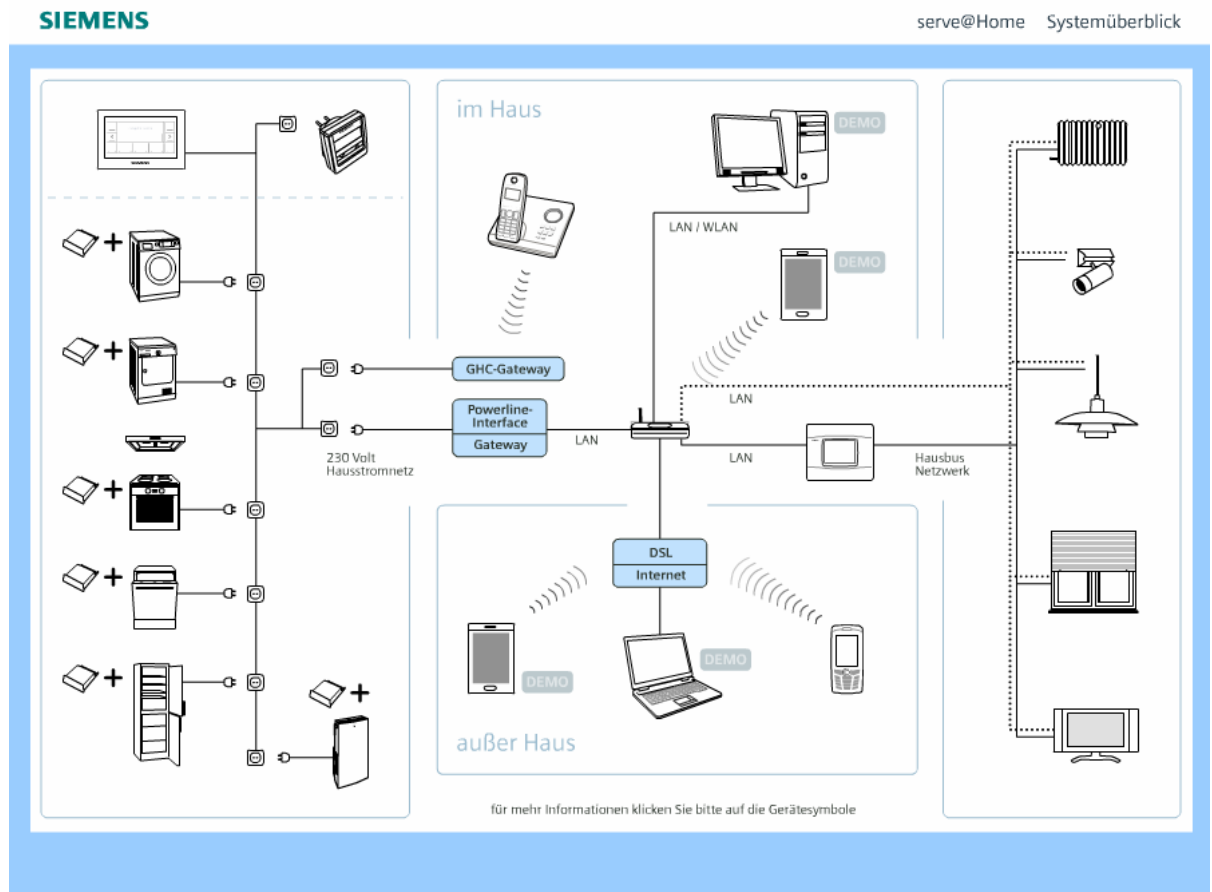 SIEMENS
serve@Home Systemüberblick
im Haus
DEMO
LAN / WLAN
DEMO
GHC-Gateway
Powerline-
Interface
Gateway
LAN
230 Volt
Hausstromnetz
LAN
LAN
Hausbus
Netzwerk
DSL
Internet
DEMO
DEMO
außer Haus
für mehr Informationen klicken Sie bitte auf die Gerätesymbole